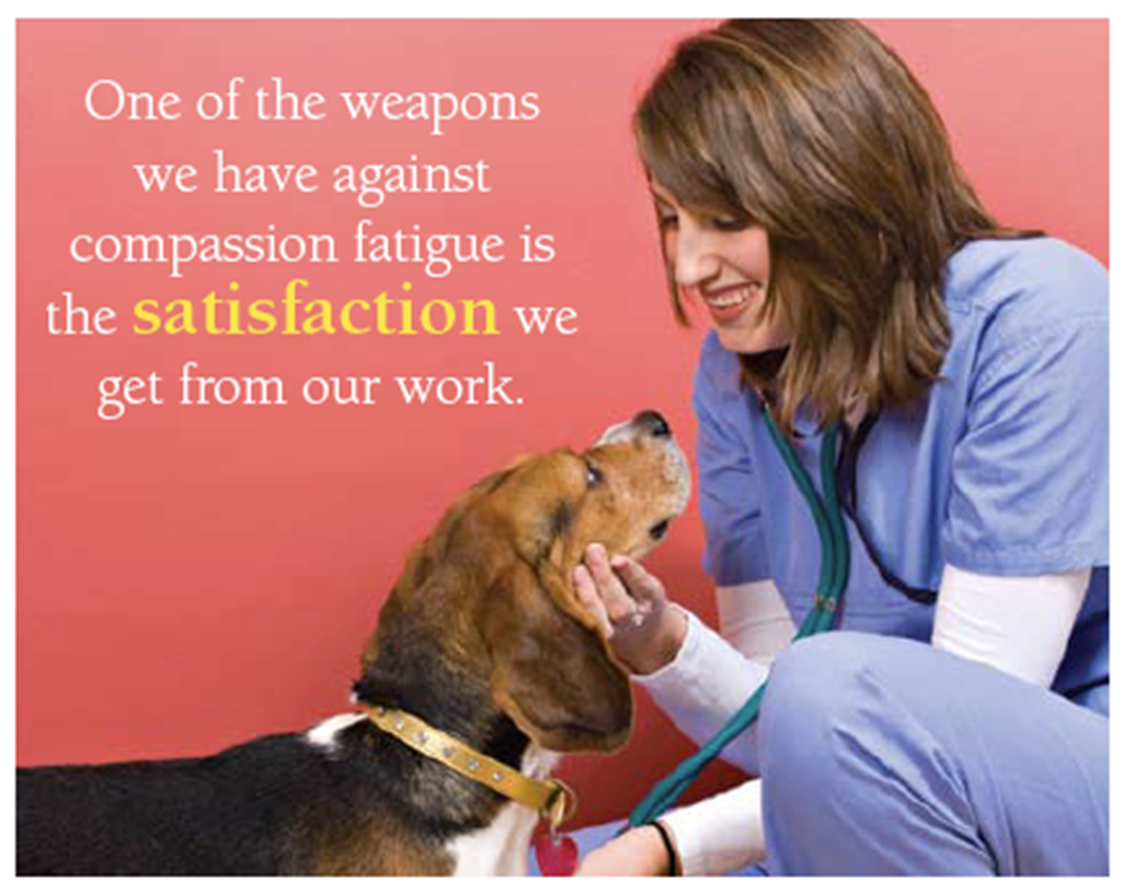 One of the weapons
we have against
compassion fatigue is
the satisfaction we
get from our work.